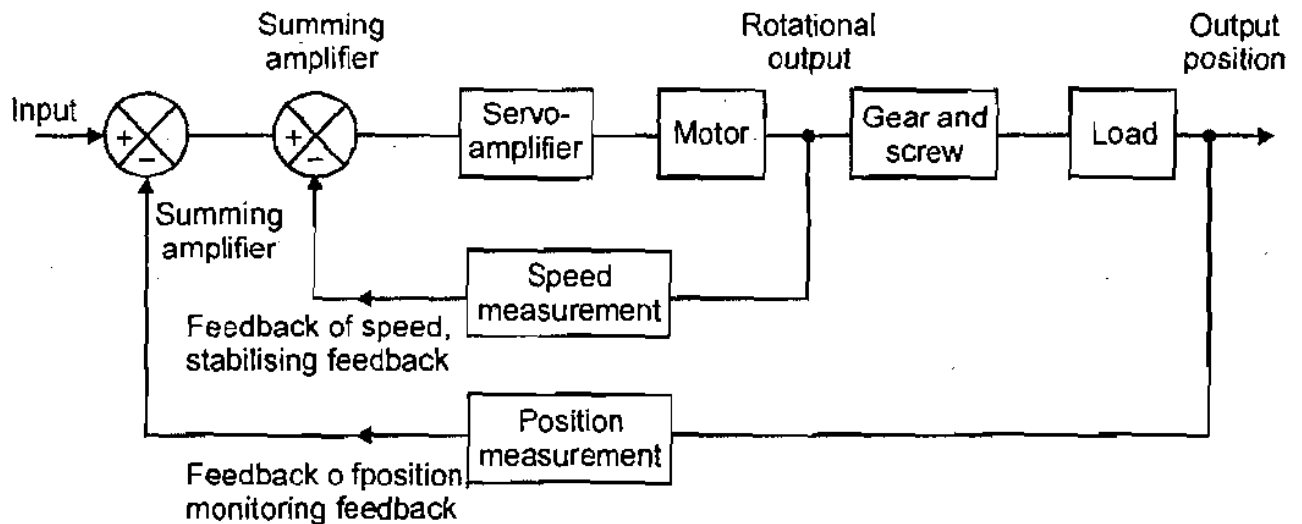 Summing
amplifier
Rotational
output
Output
position
Input
+
−
+
−
Servo-
amplifier
Motor
Gear and
screw
Load
Summing
amplifier
Speed
measurement
Feedback of speed,
stabilising feedback
Position
measurement
Feedback o fposition,
monitoring feedback